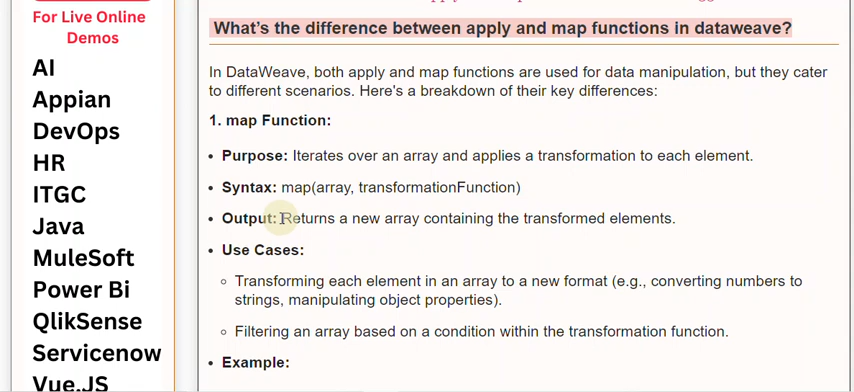 For Live Online
Demos
AI
Appian
DevOps
HR
ITGC
Java
MuleSoft
Power Bi
QlikSense
Servicenow
Vue.JS
What's the difference between apply and map functions in dataweave?
In DataWeave, both apply and map functions are used for data manipulation, but they cater
to different scenarios. Here's a breakdown of their key differences:
1. map Function:
• Purpose: Iterates over an array and applies a transformation to each element.
• Syntax: map(array, transformationFunction)
• Output: Returns a new array containing the transformed elements.
• Use Cases:
◦ Transforming each element in an array to a new format (e.g., converting numbers to
strings, manipulating object properties).
◦ Filtering an array based on a condition within the transformation function.
• Example: